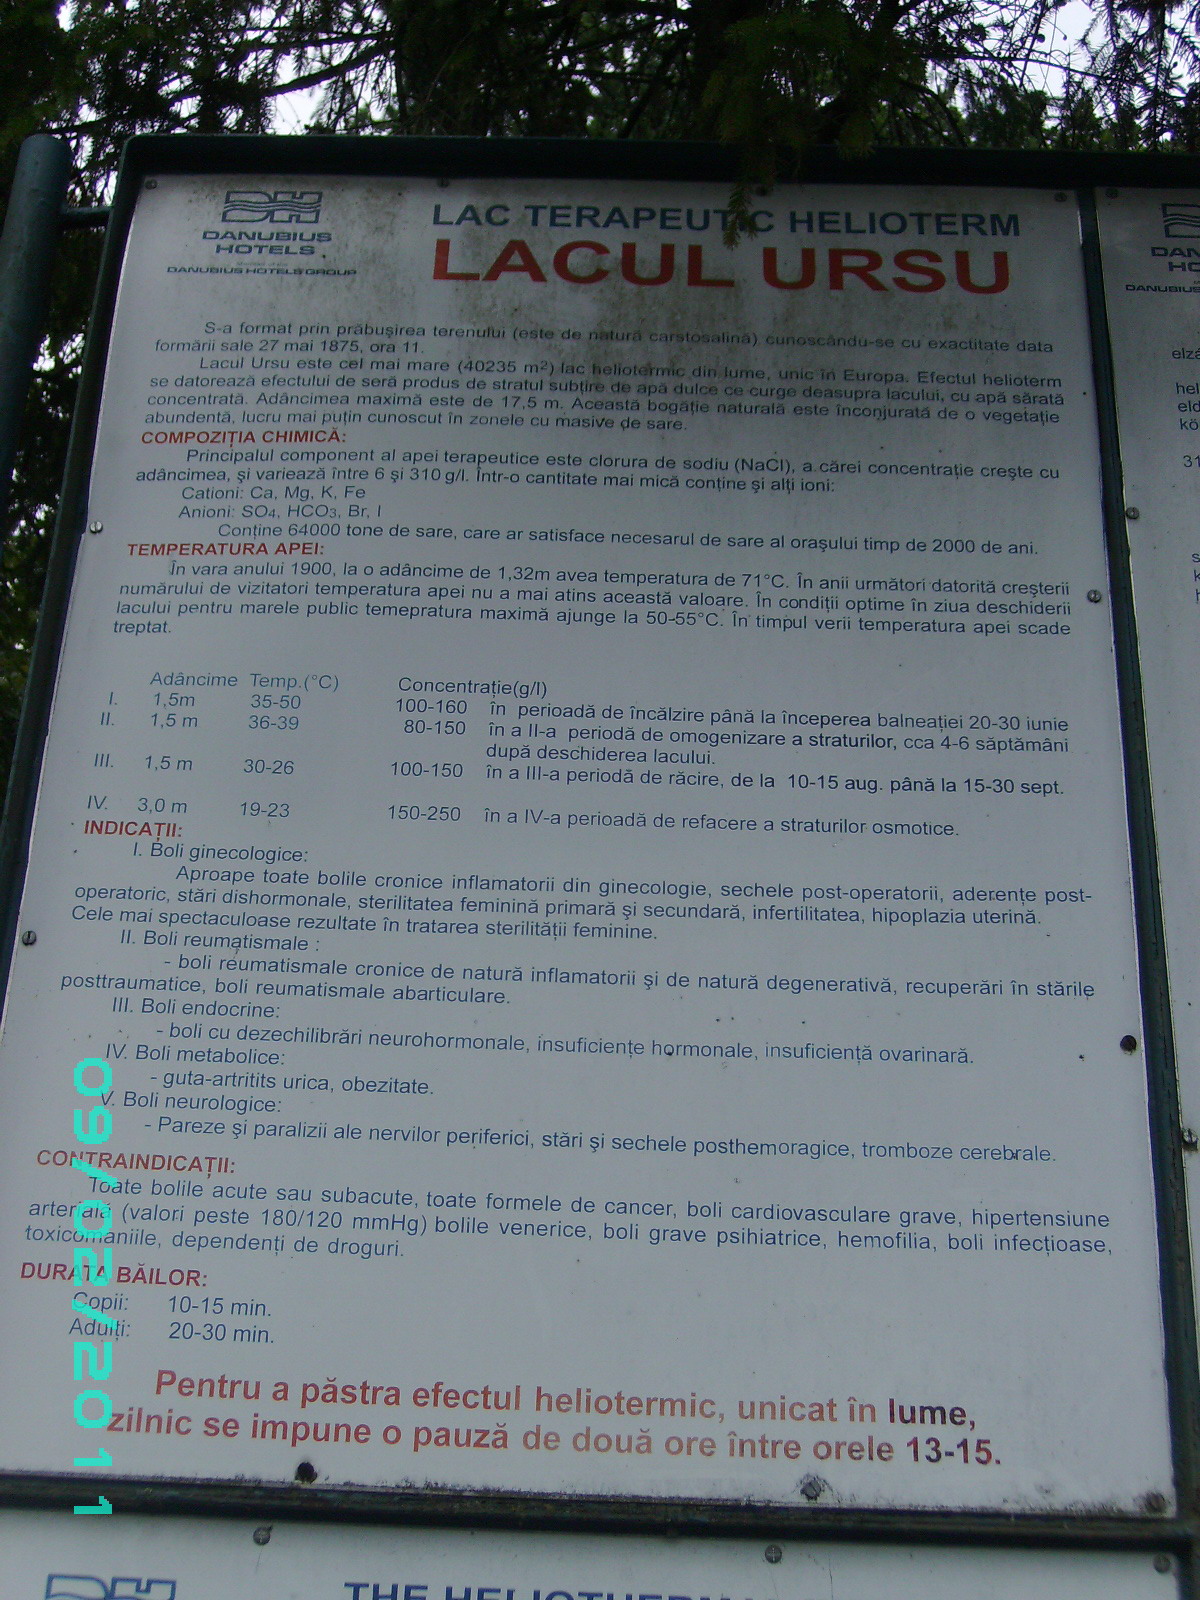 DH
DANUBIUS
HOTELS
DANUBIUS HOTELS GROUP
LAC TERAPEUTIC HELIOTERM
LACUL URSU
S-a format prin prăbuşirea terenului (este de natură carstosalină) cunoscându-se cu exactitate data
formării sale 27 mai 1875, ora 11.
Lacul Ursu este cel mai mare (40235 m²) lac heliotermic din lume, unic în Europa. Efectul helioterm
se datorează efectului de seră produs de stratul subţire de apă dulce ce curge deasupra lacului, cu apă sărată
concentrată. Adâncimea maximă este de 17,5 m. Această bogăţie naturală este înconjurată de o vegetaţie
abundentă, lucru mai puţin cunoscut în zonele cu masive de sare.
COMPOZIŢIA CHIMICĂ:
Principalul component al apei terapeutice este clorura de sodiu (NaCl), a cărei concentraţie creşte cu
adâncimea, şi variează între 6 şi 310 g/l. Într-o cantitate mai mică conţine şi alţi ioni:
Cationi: Ca, Mg, K, Fe
Anioni: SO4, HCO3, Br, I
Conţine 64000 tone de sare, care ar satisface necesarul de sare al oraşului timp de 2000 de ani.
TEMPERATURA APEI:
În vara anului 1900, la o adâncime de 1,32m avea temperatura de 71°C. În anii următori datorită creşterii
numărului de vizitatori temperatura apei nu a mai atins această valoare. În condiţii optime în ziua deschiderii
lacului pentru marele public temepratura maximă ajunge la 50-55°C. În timpul verii temperatura apei scade
treptat.
Adâncime Temp.(°C) Concentraţie(g/l)
I. 1,5m 35-50 100-160 în perioadă de încălzire până la începerea balneaţiei 20-30 iunie
II. 1,5 m 36-39 80-150 în a II-a periodă de omogenizare a straturilor, cca 4-6 săptămâni
după deschiderea lacului.
III. 1,5 m 30-26 100-150 în a III-a periodă de răcire, de la 10-15 aug. până la 15-30 sept.
IV. 3,0 m 19-23 150-250 în a IV-a perioadă de refacere a straturilor osmotice.
INDICAŢII:
I. Boli ginecologice:
Aproape toate bolile cronice inflamatorii din ginecologie, sechele post-operatorii, aderenţe post-
operatoric, stări dishormonale, sterilitatea feminină primară şi secundară, infertilitatea, hipoplazia uterină.
Cele mai spectaculoase rezultate în tratarea sterilităţii feminine.
II. Boli reumatismale :
- boli reumatismale cronice de natură inflamatorii şi de natură degenerativă, recuperări în stările
posttraumatice, boli reumatismale abarticulare.
III. Boli endocrine:
- boli cu dezechilibrări neurohormonale, insuficienţe hormonale, insuficienţă ovarinară.
IV. Boli metabolice:
- guta-artritits urica, obezitate.
V. Boli neurologice:
- Pareze şi paralizii ale nervilor periferici, stări şi sechele posthemoragice, tromboze cerebrale.
CONTRAINDICAŢII:
Toate bolile acute sau subacute, toate formele de cancer, boli cardiovasculare grave, hipertensiune
arterială (valori peste 180/120 mmHg) bolile venerice, boli grave psihiatrice, hemofilia, boli infecţioase,
toxicomaniile, dependenţi de droguri.
DURATA BĂILOR:
Copii: 10-15 min.
Adulţi: 20-30 min.
Pentru a păstra efectul heliotermic, unicat în lume,
zilnic se impune o pauză de două ore între orele 13-15.
09/02/2011
DH
THE